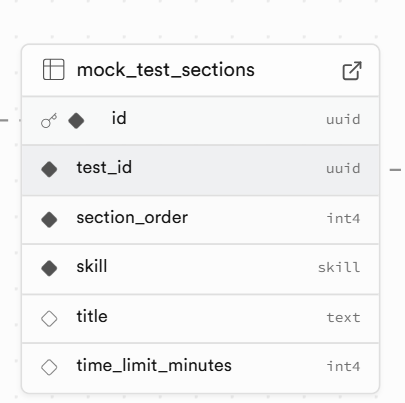 mock_test_sections
id uuid
test_id uuid
section_order int4
skill skill
title text
time_limit_minutes int4